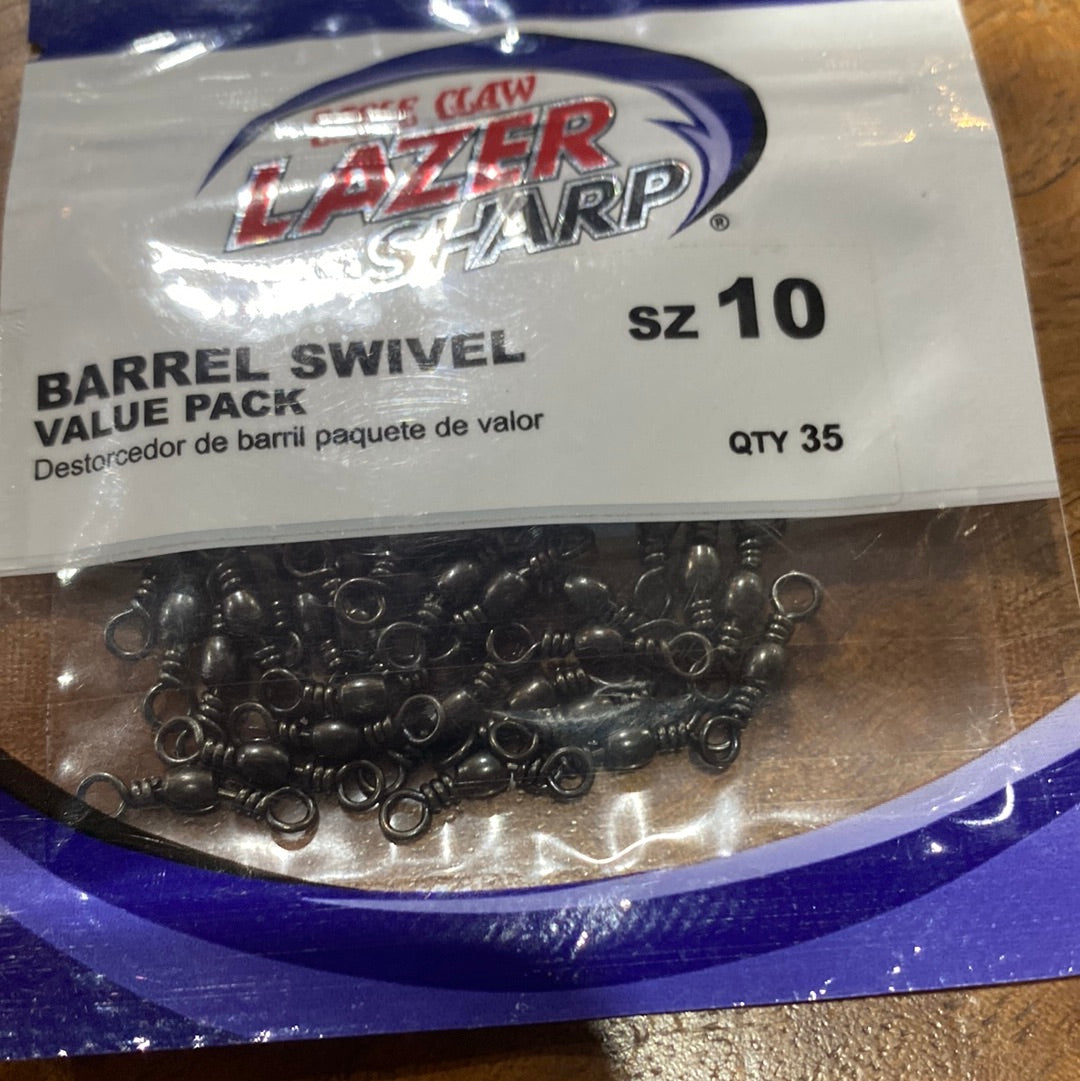 EAGLE CLAW
LAZER
SHARP®
SZ 10
BARREL SWIVEL
VALUE PACK
Destorcedor de barril paquete de valor
QTY 35